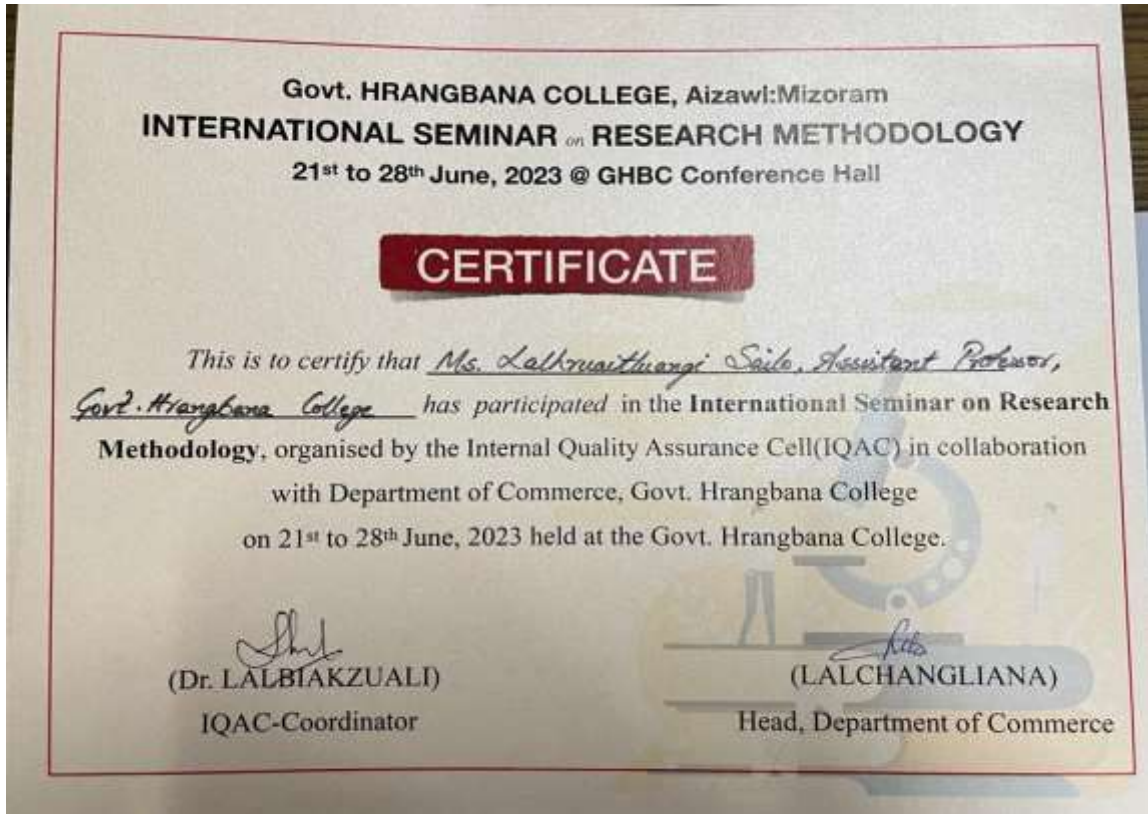 Govt. HRANGBANA COLLEGE, Aizawl:Mizoram
INTERNATIONAL SEMINAR on RESEARCH METHODOLOGY
21st to 28th June, 2023 @ GHBC Conference Hall
CERTIFICATE
This is to certify that Ms. Lalhruaitluangi Sailo, Assistant Professor,
Govt. Hrangbana College has participated in the International Seminar on Research
Methodology, organised by the Internal Quality Assurance Cell(IQAC) in collaboration
with Department of Commerce, Govt. Hrangbana College
on 21st to 28th June, 2023 held at the Govt. Hrangbana College.
(Dr. LALBIAKZUALI)
(LALCHANGLIANA)
IQAC-Coordinator
Head, Department of Commerce